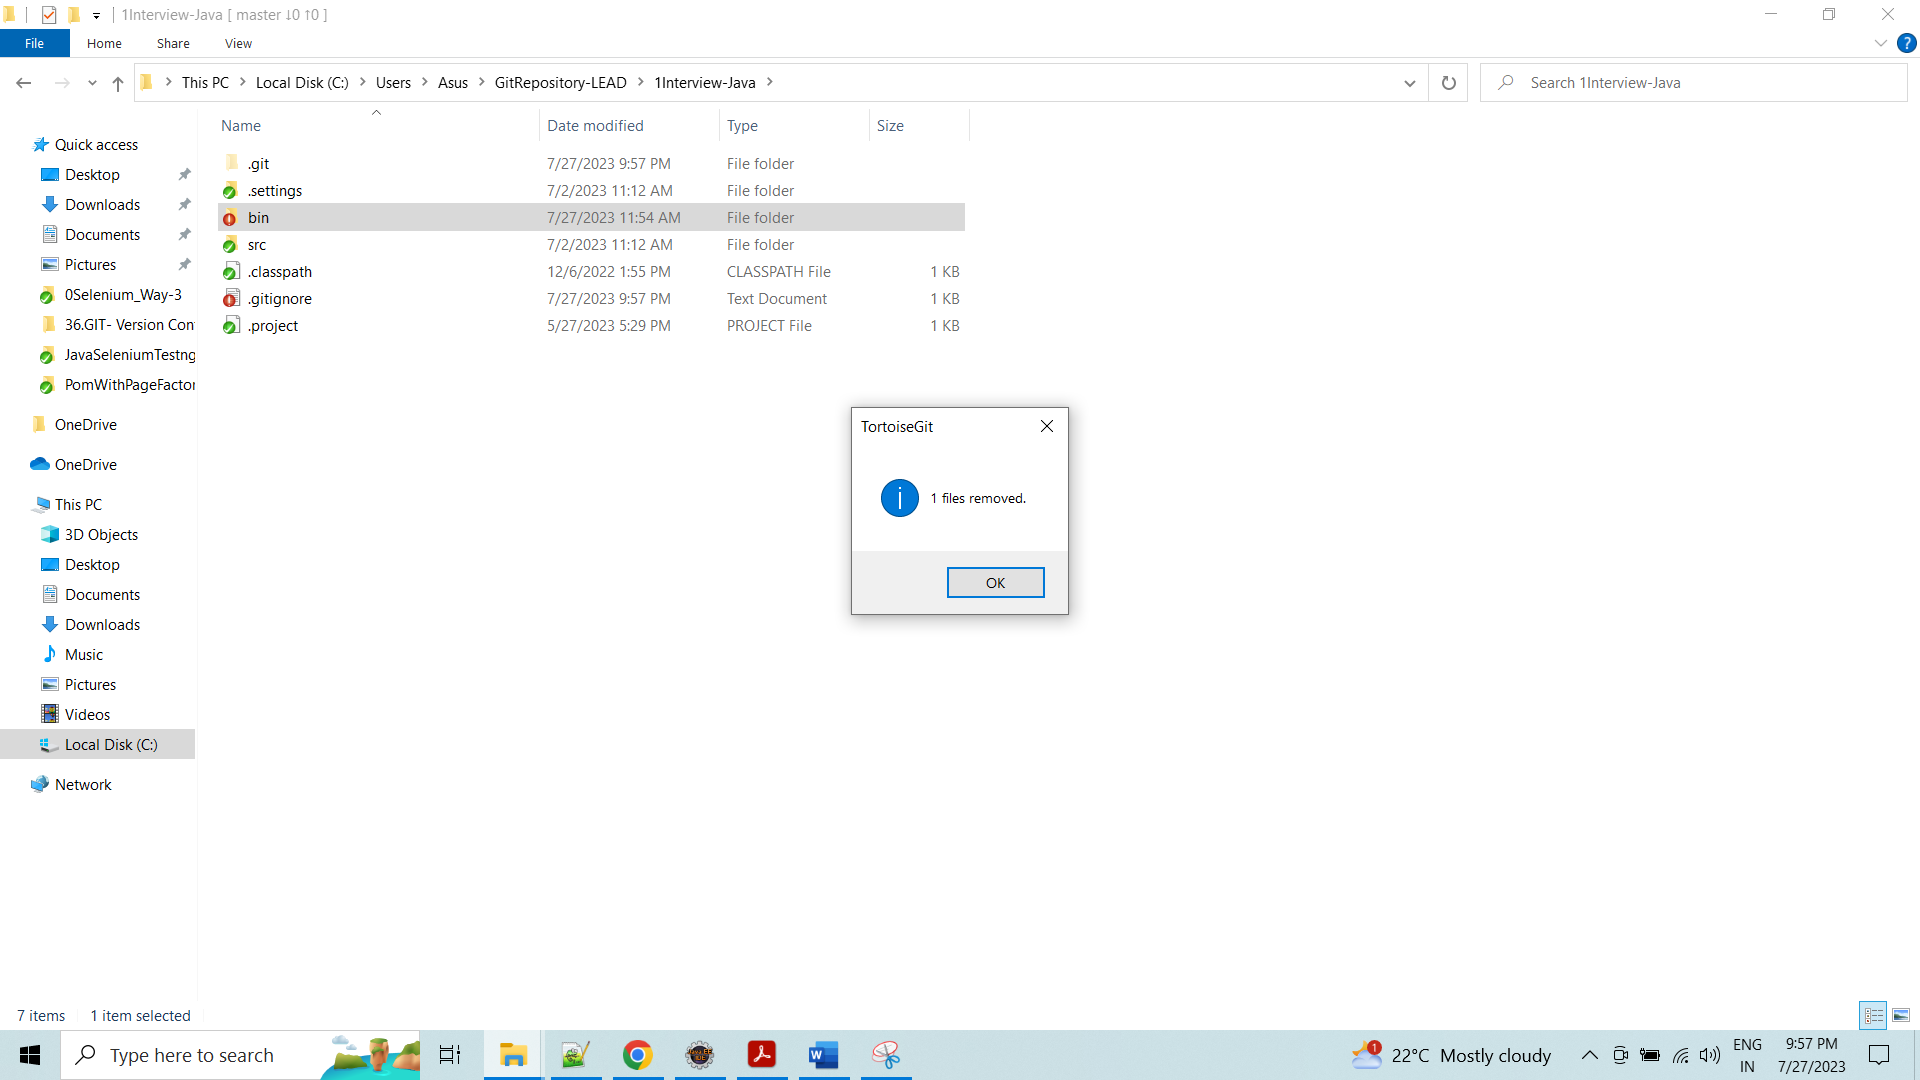 1Interview-Java [ master ↓0 ↑0 ]
File Home Share View
This PC Local Disk (C:) Users Asus GitRepository-LEAD 1Interview-Java
Search 1Interview-Java
Name Date modified Type Size
.git 7/27/2023 9:57 PM File folder
.settings 7/2/2023 11:12 AM File folder
bin 7/27/2023 11:54 AM File folder
src 7/2/2023 11:12 AM File folder
.classpath 12/6/2022 1:55 PM CLASSPATH File 1 KB
.gitignore 7/27/2023 9:57 PM Text Document 1 KB
.project 5/27/2023 5:29 PM PROJECT File 1 KB
Quick access
Desktop
Downloads
Documents
Pictures
0Selenium_Way-3
36.GIT- Version Con
JavaSeleniumTestng
PomWithPageFactor
OneDrive
OneDrive
This PC
3D Objects
Desktop
Documents
Downloads
Music
Pictures
Videos
Local Disk (C:)
Network
TortoiseGit
1 files removed.
OK
7 items 1 item selected
Type here to search
22°C Mostly cloudy
ENG
IN
9:57 PM
7/27/2023